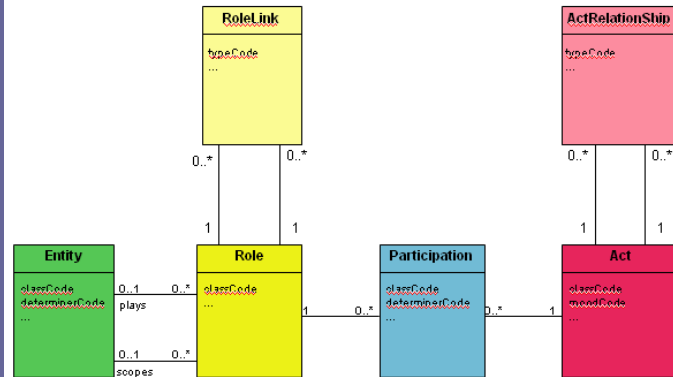 RoleLink
typeCode
...
ActRelationShip
typeCode
...
0..*
0..*
0..*
0..*
1
1
1
1
Entity
classCode
determinerCode
...
0..1
0..*
plays
0..1
0..*
scopes
Role
classCode
...
1
0..*
Participation
classCode
determinerCode
...
0..*
1
Act
classCode
moodCode
...